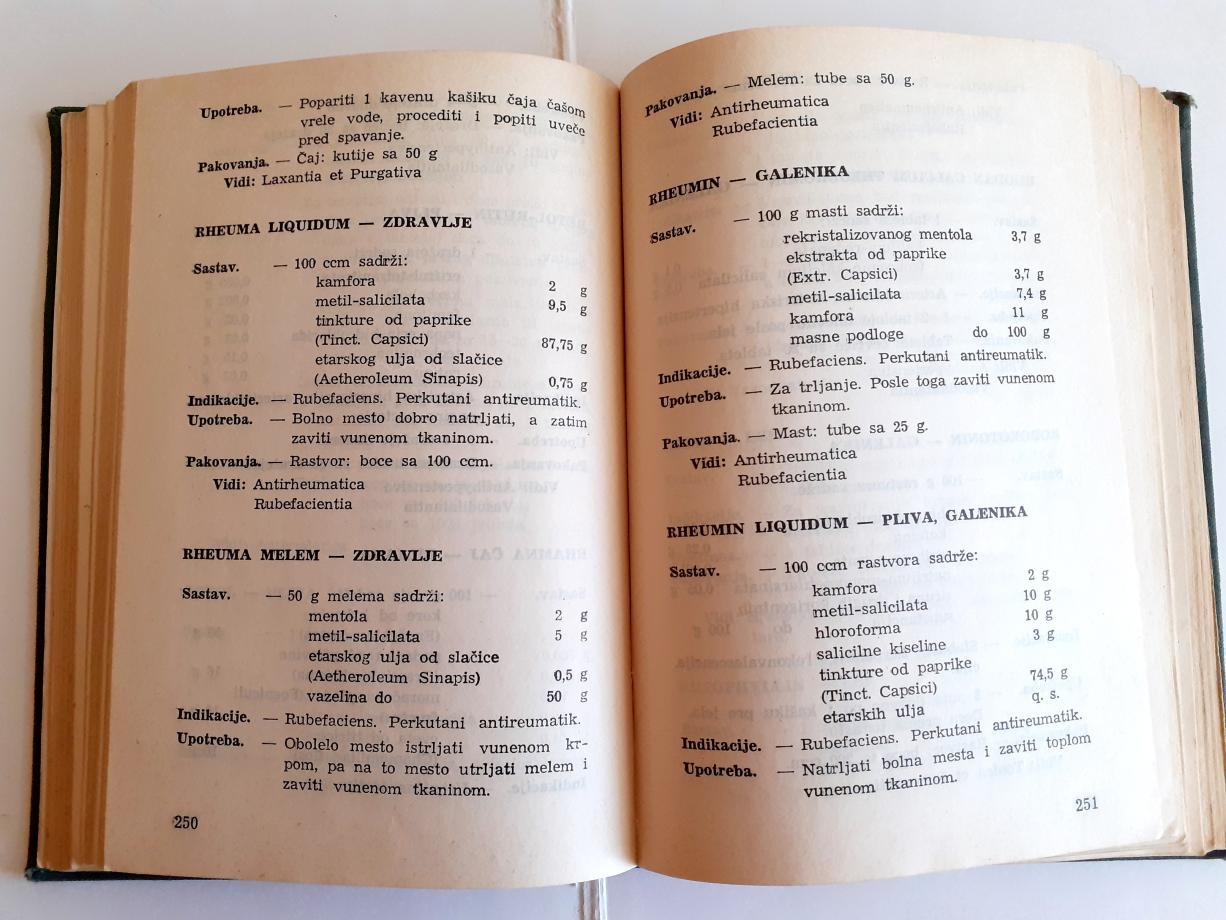 Upotreba. — Popariti 1 kavenu kašiku čaja čašom
vrele vode, procediti i popiti uveče
pred spavanje.
Pakovanja. — Čaj: kutije sa 50 g
Vidi: Laxantia et Purgativa
RHEUMA LIQUIDUM — ZDRAVLJE
Sastav. — 100 ccm sadrži:
kamfora 2 g
metil-salicilata 9,5 g
tinkture od paprike
(Tinct. Capsici) 87,75 g
etarskog ulja od slačice
(Aetheroleum Sinapis) 0,75 g
Indikacije. — Rubefaciens. Perkutani antireumatik.
Upotreba. — Bolno mesto dobro natrljati, a zatim
zaviti vunenom tkaninom.
Pakovanja. — Rastvor: boce sa 100 ccm.
Vidi: Antirheumatica
Rubefacientia
RHEUMA MELEM — ZDRAVLJE
Sastav. — 50 g melema sadrži:
mentola 2 g
metil-salicilata 5 g
etarskog ulja od slačice
(Aetheroleum Sinapis) 0,5 g
vazelina do 50 g
Indikacije. — Rubefaciens. Perkutani antireumatik.
Upotreba. — Obolelo mesto istrljati vunenom kr-
pom, pa na to mesto utrljati melem i
zaviti vunenom tkaninom.
250
Pakovanja. — Melem: tube sa 50 g.
Vidi: Antirheumatica
Rubefacientia
RHEUMIN — GALENIKA
Sastav. — 100 g masti sadrži:
rekristalizovanog mentola 3,7 g
ekstrakta od paprike
(Extr. Capsici) 3,7 g
metil-salicilata 7,4 g
kamfora 11 g
masne podloge do 100 g
Indikacije. — Rubefaciens. Perkutani antireumatik.
Upotreba. — Za trljanje. Posle toga zaviti vunenom
tkaninom.
Pakovanja. — Mast: tube sa 25 g.
Vidi: Antirheumatica
Rubefacientia
RHEUMIN LIQUIDUM — PLIVA, GALENIKA
Sastav. — 100 ccm rastvora sadrže:
kamfora 2 g
metil-salicilata 10 g
hloroforma 10 g
salicilne kiseline 3 g
tinkture od paprike
(Tinct. Capsici) 74,5 g
etarskih ulja q. s.
Indikacije. — Rubefaciens. Perkutani antireumatik.
Upotreba. — Natrljati bolna mesta i zaviti toplom
vunenom tkaninom.
251